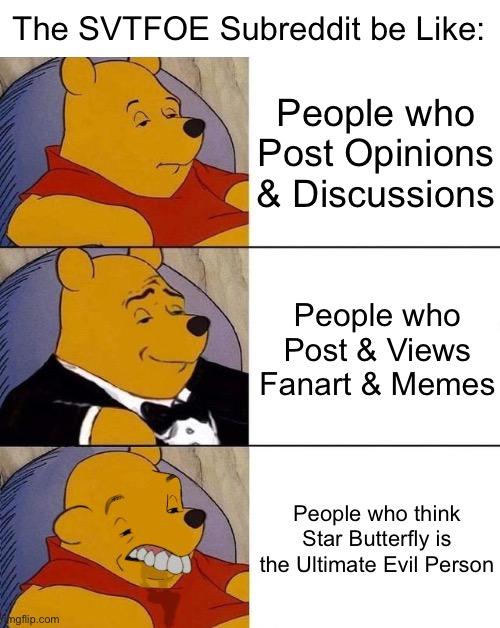 The SVTFOE Subreddit be Like:
People who
Post Opinions
& Discussions
People who
Post & Views
Fanart & Memes
People who think
Star Butterfly is
the Ultimate Evil Person
imgflip.com